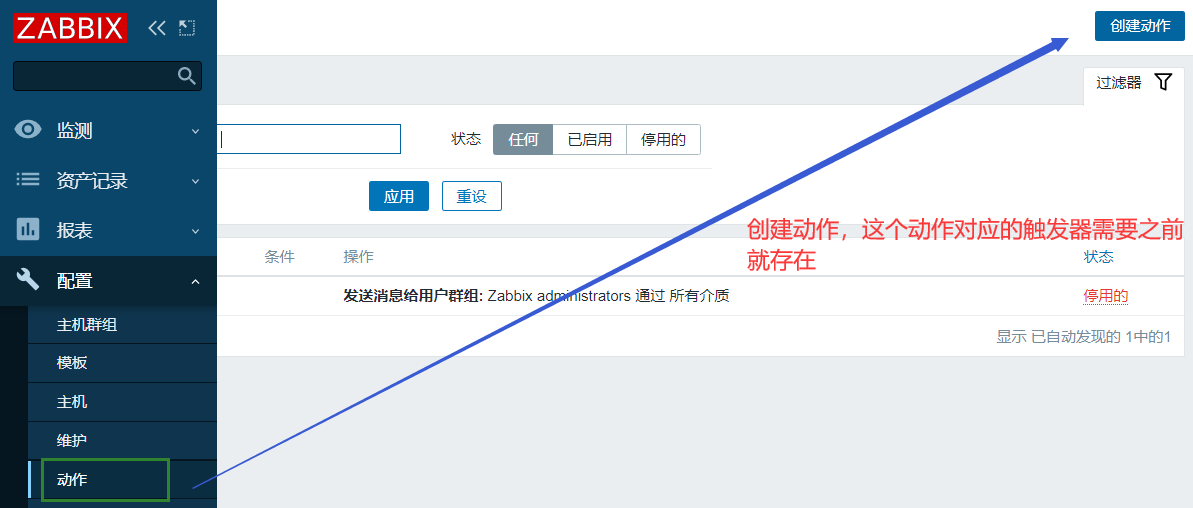 ZABBIX
创建动作
过滤器
监测
状态 任何 已启用 停用的
资产记录
应用 重设
报表
创建动作，这个动作对应的触发器需要之前
就存在
条件 操作 状态
配置
发送消息给用户群组: Zabbix administrators 通过 所有介质 停用的
主机群组
显示 已自动发现的 1中的1
模板
主机
维护
动作